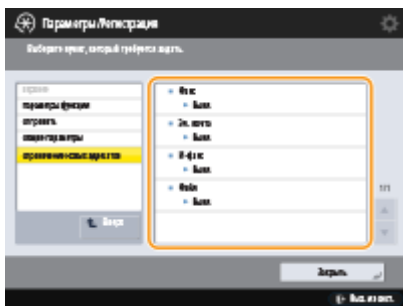 Параметры/Регистрация
Выберите пункт, который требуется задать.
параметры функции
отправить
общие параметры
ограничение новых адресатов
Факс
Выкл.
Эл. почта
Выкл.
И-факс
Выкл.
Файл
Выкл.
1/1
Вверх
Закрыть